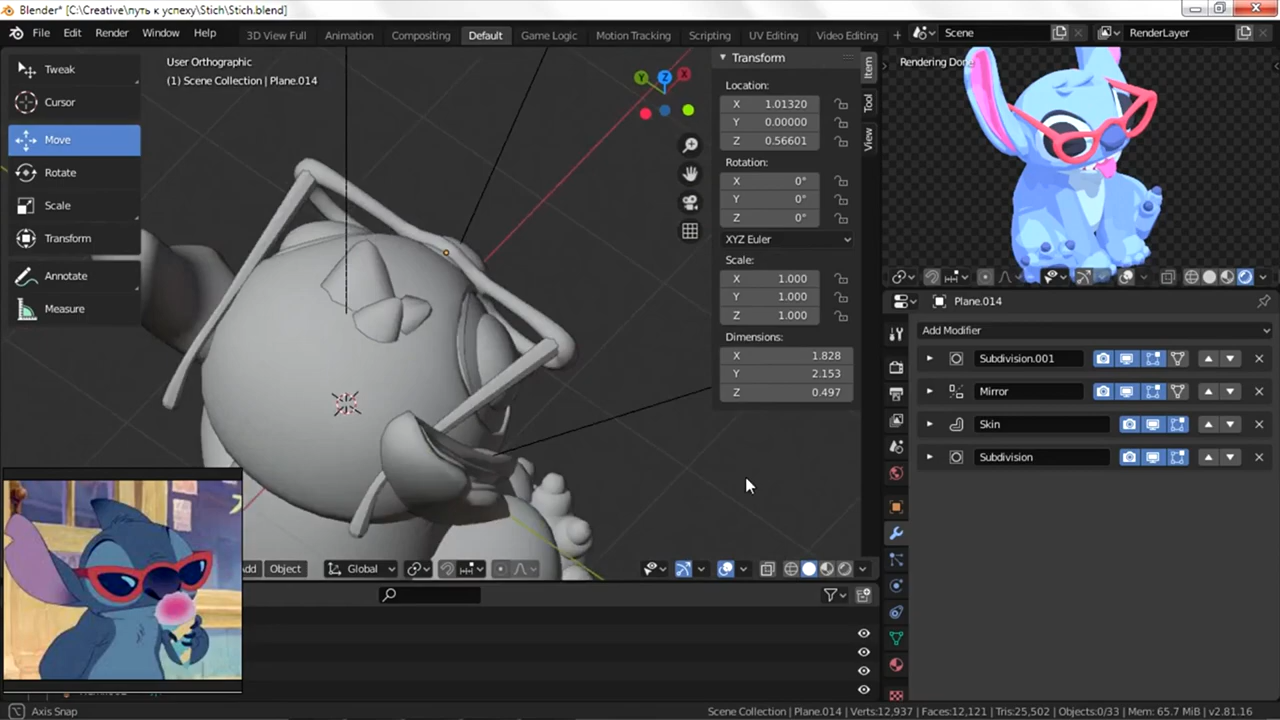 Blender* [C:\Creative\путь к успеху\Stich\Stich.blend]
File Edit Render Window Help 3D View Full Animation Compositing Default Game Logic Motion Tracking Scripting UV Editing Video Editing + Scene RenderLayer
Tweak
Cursor
Move
Rotate
Scale
Transform
Annotate
Measure
User Orthographic
(1) Scene Collection | Plane.014
Y Z X
Transform
Location:
X 1.01320
Y 0.00000
Z 0.56601
Rotation:
X 0°
Y 0°
Z 0°
XYZ Euler
Scale:
X 1.000
Y 1.000
Z 1.000
Dimensions:
X 1.828
Y 2.153
Z 0.497
Item
Tool
View
Rendering Done
Plane.014
Add Modifier
Subdivision.001
Mirror
Skin
Subdivision
Object Global
Axis Snap
Scene Collection | Plane.014 | Verts:12,937 | Faces:12,121 | Tris:25,502 | Objects:0/33 | Mem: 65.7 MiB | v2.81.16